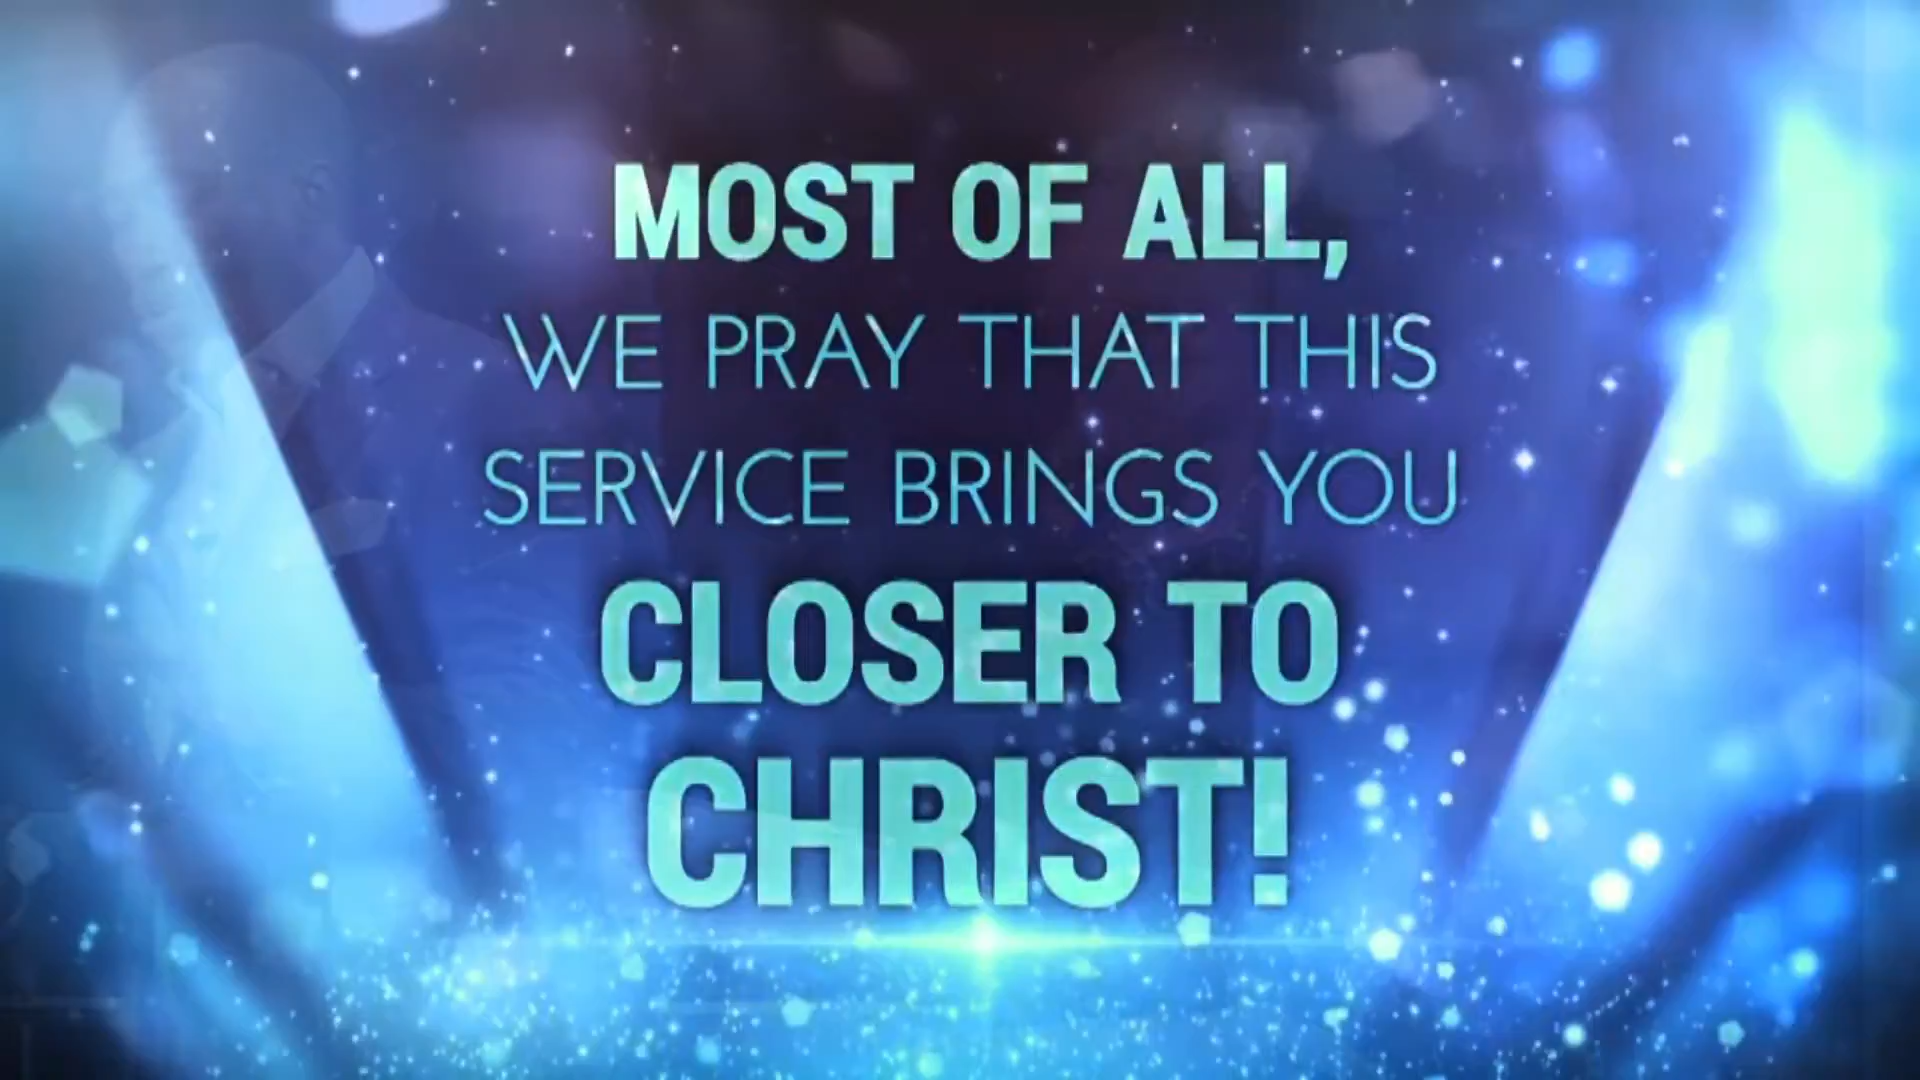 MOST OF ALL,
WE PRAY THAT THIS
SERVICE BRINGS YOU
CLOSER TO
CHRIST!